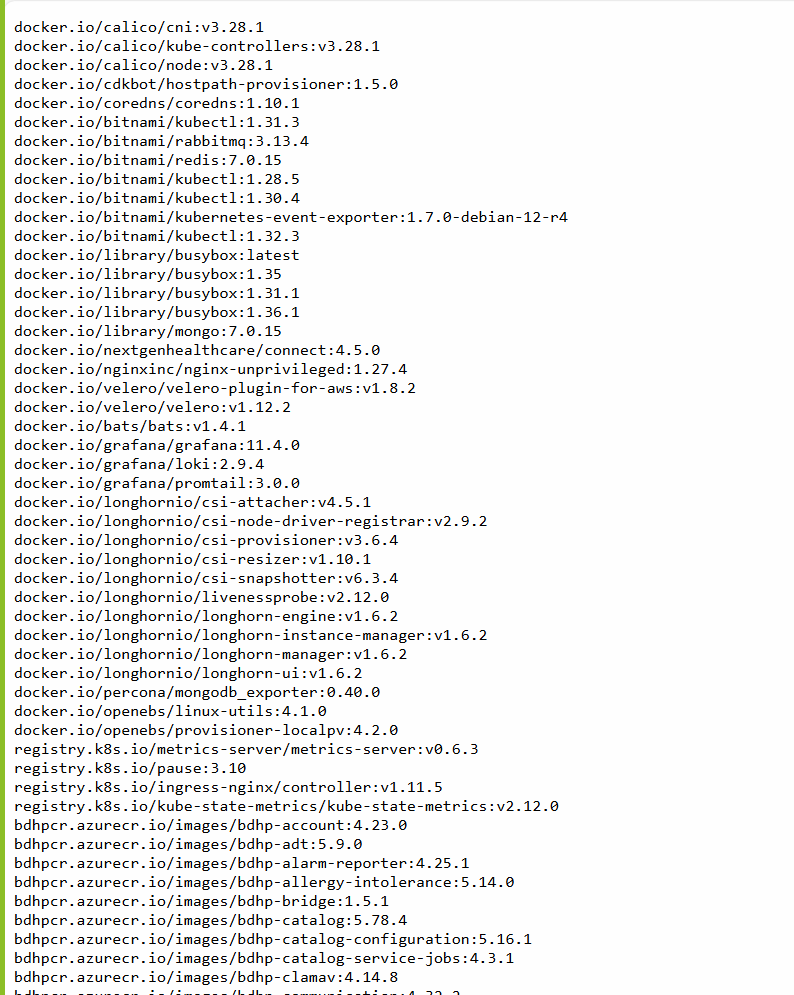 docker.io/calico/cni:v3.28.1
docker.io/calico/kube-controllers:v3.28.1
docker.io/calico/node:v3.28.1
docker.io/cdkbot/hostpath-provisioner:1.5.0
docker.io/coredns/coredns:1.10.1
docker.io/bitnami/kubectl:1.31.3
docker.io/bitnami/rabbitmq:3.13.4
docker.io/bitnami/redis:7.0.15
docker.io/bitnami/kubectl:1.28.5
docker.io/bitnami/kubectl:1.30.4
docker.io/bitnami/kubernetes-event-exporter:1.7.0-debian-12-r4
docker.io/bitnami/kubectl:1.32.3
docker.io/library/busybox:latest
docker.io/library/busybox:1.35
docker.io/library/busybox:1.31.1
docker.io/library/busybox:1.36.1
docker.io/library/mongo:7.0.15
docker.io/nextgenhealthcare/connect:4.5.0
docker.io/nginxinc/nginx-unprivileged:1.27.4
docker.io/velero/velero-plugin-for-aws:v1.8.2
docker.io/velero/velero:v1.12.2
docker.io/bats/bats:v1.4.1
docker.io/grafana/grafana:11.4.0
docker.io/grafana/loki:2.9.4
docker.io/grafana/promtail:3.0.0
docker.io/longhornio/csi-attacher:v4.5.1
docker.io/longhornio/csi-node-driver-registrar:v2.9.2
docker.io/longhornio/csi-provisioner:v3.6.4
docker.io/longhornio/csi-resizer:v1.10.1
docker.io/longhornio/csi-snapshotter:v6.3.4
docker.io/longhornio/livenessprobe:v2.12.0
docker.io/longhornio/longhorn-engine:v1.6.2
docker.io/longhornio/longhorn-instance-manager:v1.6.2
docker.io/longhornio/longhorn-manager:v1.6.2
docker.io/longhornio/longhorn-ui:v1.6.2
docker.io/percona/mongodb_exporter:0.40.0
docker.io/openebs/linux-utils:4.1.0
docker.io/openebs/provisioner-localpv:4.2.0
registry.k8s.io/metrics-server/metrics-server:v0.6.3
registry.k8s.io/pause:3.10
registry.k8s.io/ingress-nginx/controller:v1.11.5
registry.k8s.io/kube-state-metrics/kube-state-metrics:v2.12.0
bdhpcr.azurecr.io/images/bdhp-account:4.23.0
bdhpcr.azurecr.io/images/bdhp-adt:5.9.0
bdhpcr.azurecr.io/images/bdhp-alarm-reporter:4.25.1
bdhpcr.azurecr.io/images/bdhp-allergy-intolerance:5.14.0
bdhpcr.azurecr.io/images/bdhp-bridge:1.5.1
bdhpcr.azurecr.io/images/bdhp-catalog:5.78.4
bdhpcr.azurecr.io/images/bdhp-catalog-configuration:5.16.1
bdhpcr.azurecr.io/images/bdhp-catalog-service-jobs:4.3.1
bdhpcr.azurecr.io/images/bdhp-clamav:4.14.8